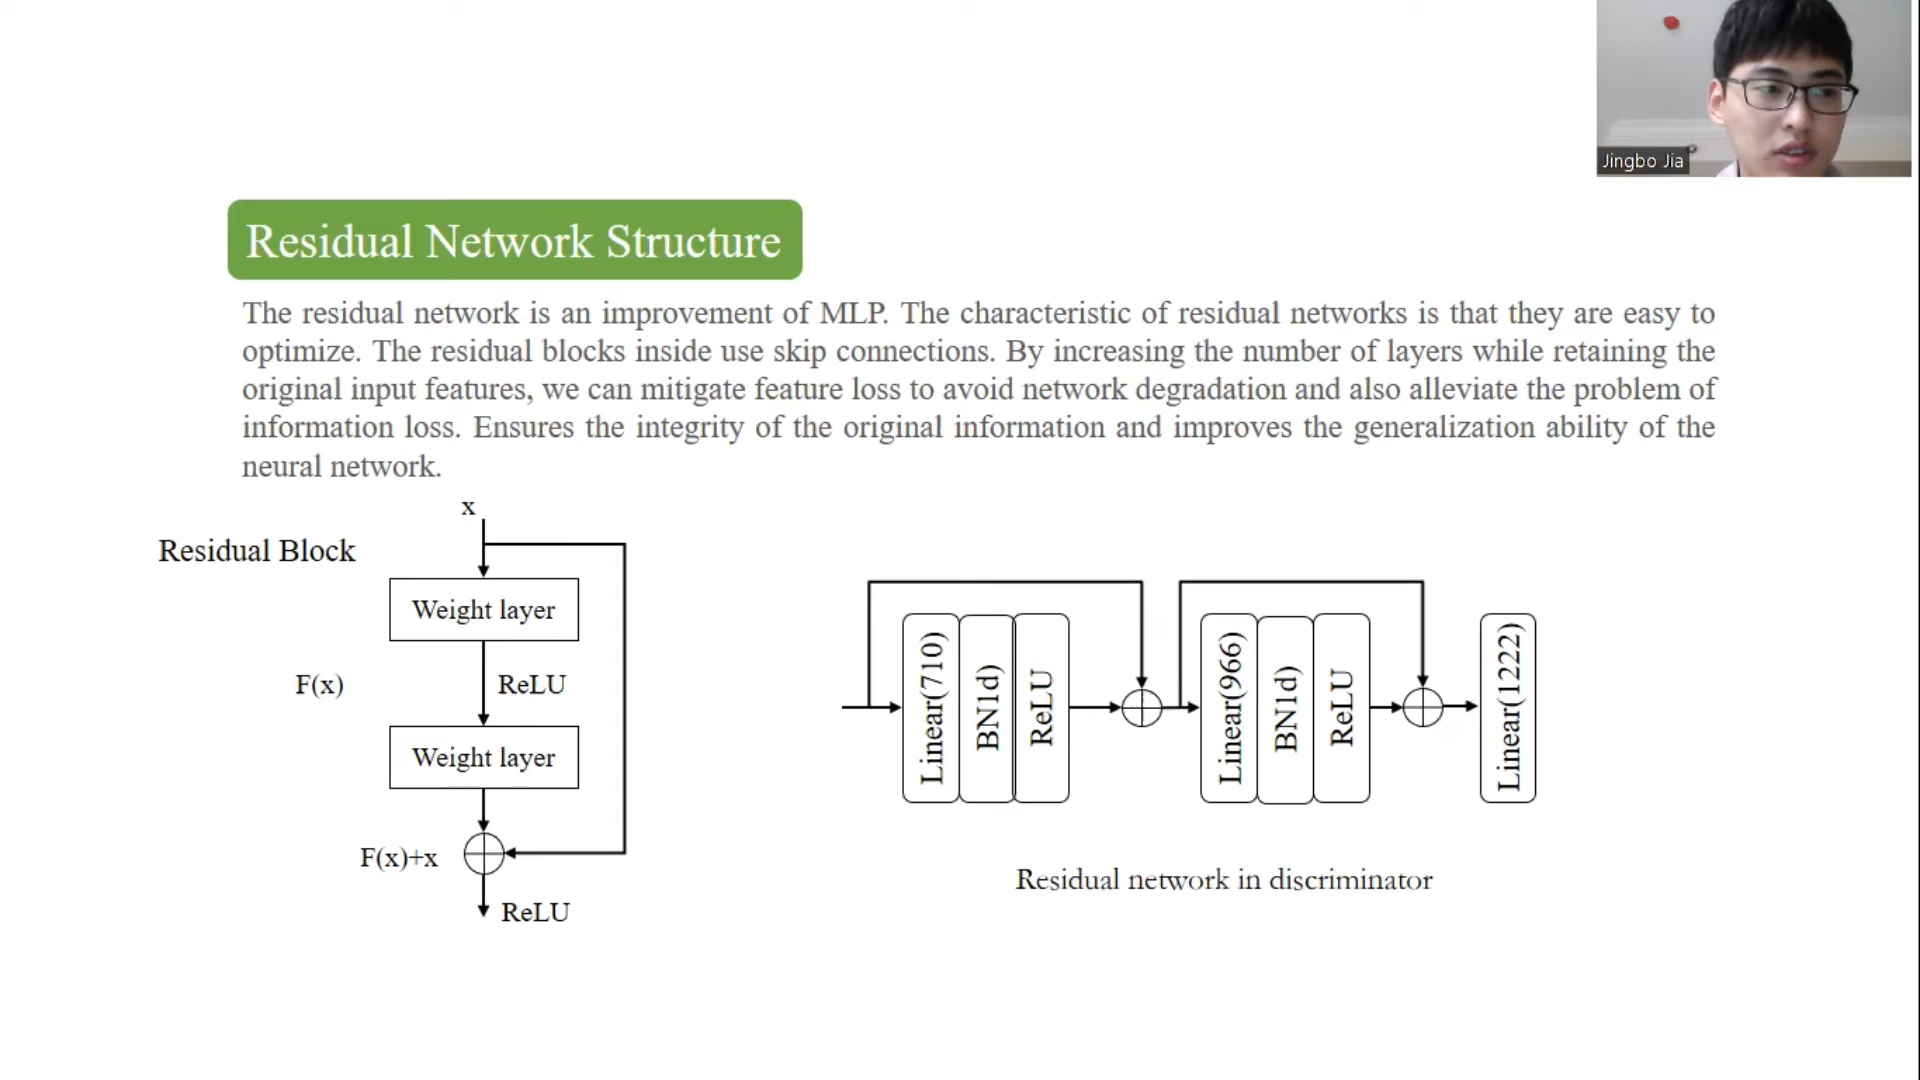 Jingbo Jia
Residual Network Structure
The residual network is an improvement of MLP. The characteristic of residual networks is that they are easy to
optimize. The residual blocks inside use skip connections. By increasing the number of layers while retaining the
original input features, we can mitigate feature loss to avoid network degradation and also alleviate the problem of
information loss. Ensures the integrity of the original information and improves the generalization ability of the
neural network.
x
Residual Block
Weight layer
F(x)
ReLU
Weight layer
F(x)+x
ReLU
Linear(710)
BN1d)
ReLU
Linear(966)
BN1d)
ReLU
Linear(1222)
Residual network in discriminator